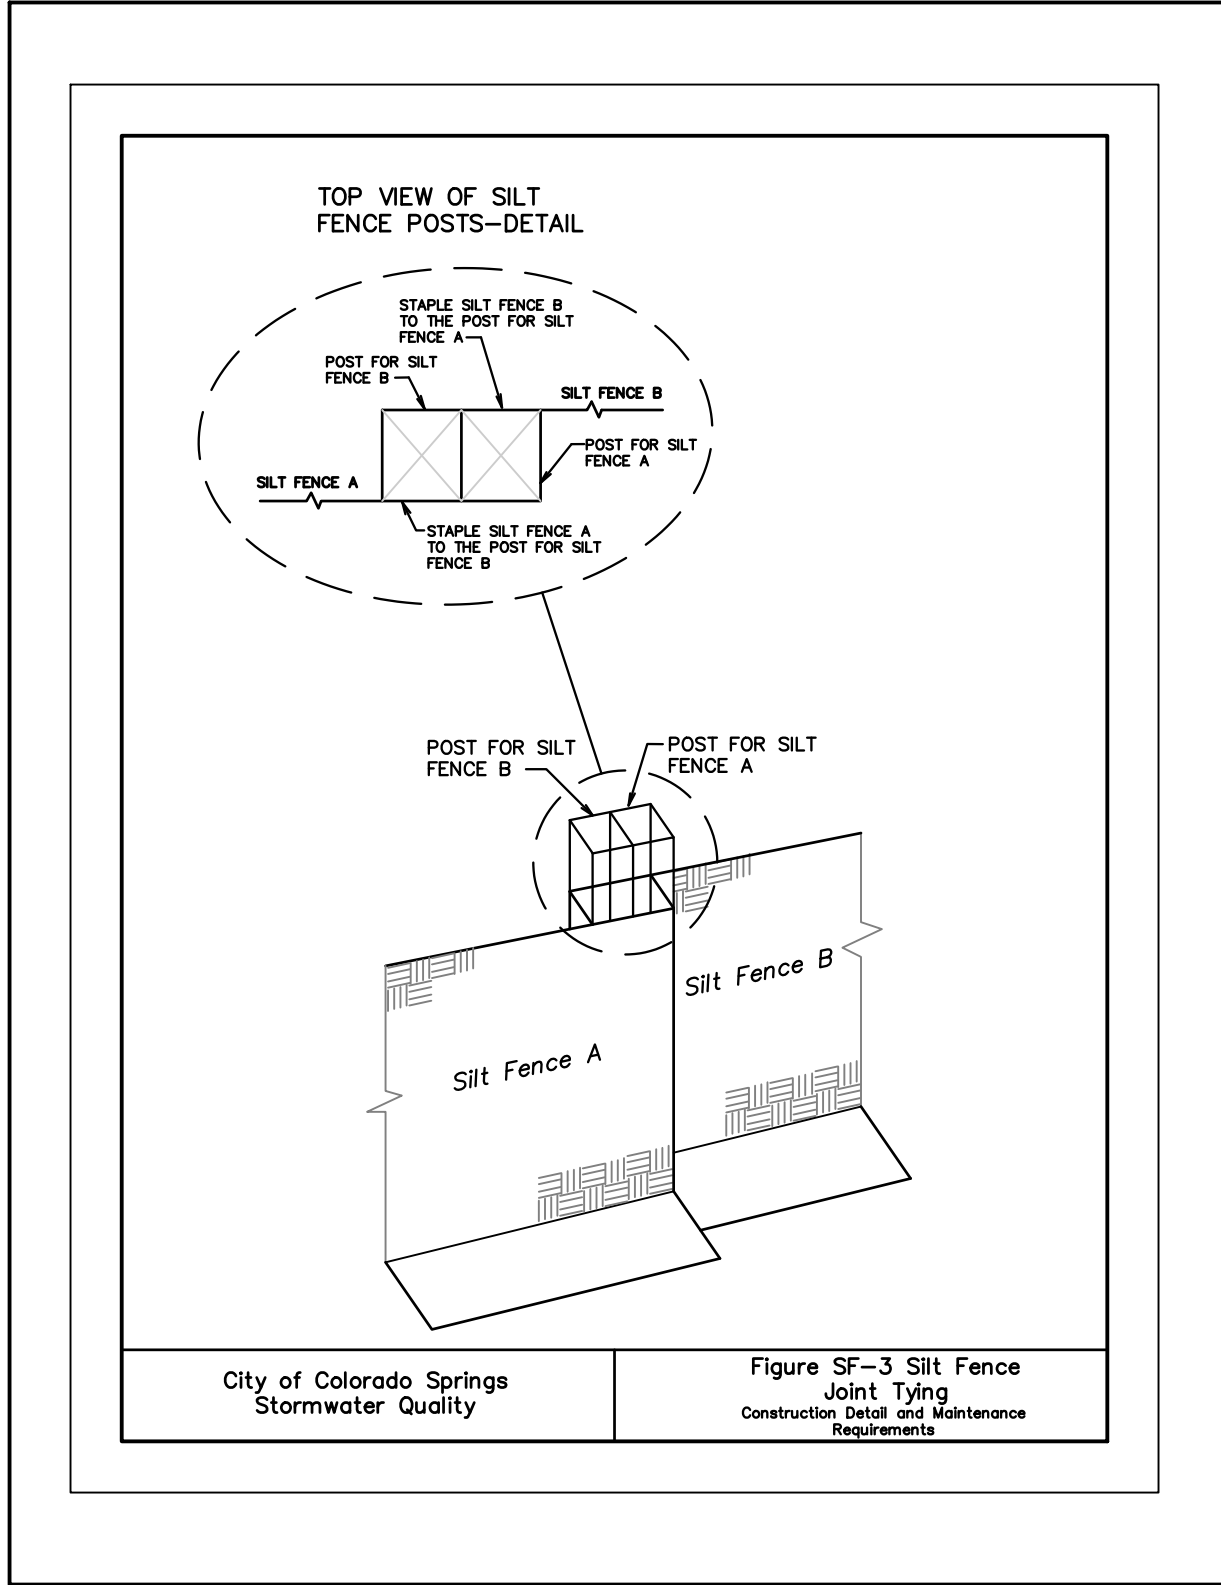 TOP VIEW OF SILT
FENCE POSTS-DETAIL
STAPLE SILT FENCE B
TO THE POST FOR SILT
FENCE A
POST FOR SILT
FENCE B
SILT FENCE B
POST FOR SILT
FENCE A
SILT FENCE A
STAPLE SILT FENCE A
TO THE POST FOR SILT
FENCE B
POST FOR SILT
FENCE B
POST FOR SILT
FENCE A
Silt Fence B
Silt Fence A
City of Colorado Springs
Stormwater Quality
Figure SF-3 Silt Fence
Joint Tying
Construction Detail and Maintenance
Requirements